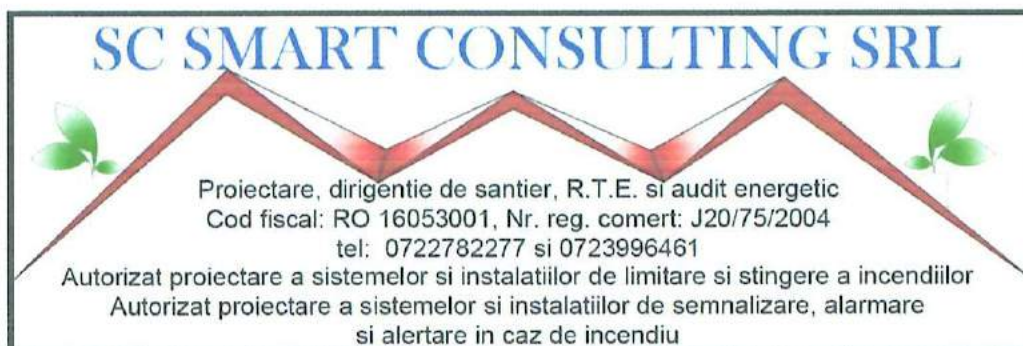 SC SMART CONSULTING SRL
Proiectare, dirigentie de santier, R.T.E. si audit energetic
Cod fiscal: RO 16053001, Nr. reg. comert: J20/75/2004
tel: 0722782277 si 0723996461
Autorizat proiectare a sistemelor si instalatiilor de limitare si stingere a incendiilor
Autorizat proiectare a sistemelor si instalatiilor de semnalizare, alarmare
si alertare in caz de incendiu